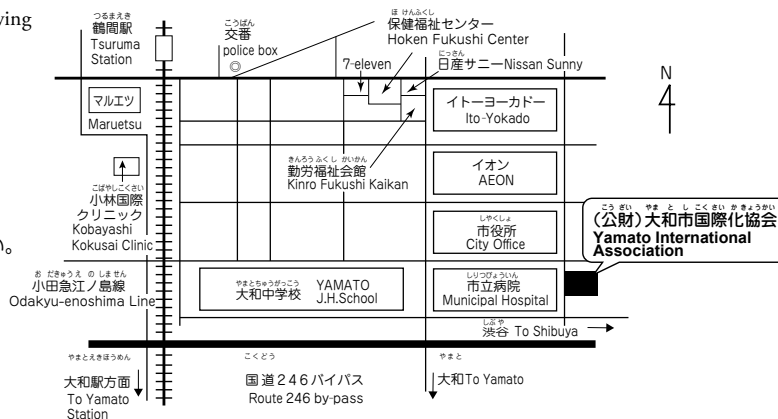 ving
つるまえき
鶴間駅
Tsuruma
Station
こうばん
交番
police box
ほけんふくし
保健福祉センター
Hoken Fukushi Center
7-eleven
にっさん
日産サニーNissan Sunny
N
マルエツ
Maruetsu
イトーヨーカドー
Ito-Yokado
きんろうふくし かいかん
勤労福祉会館
Kinro Fukushi Kaikan
イオン
AEON
こばやしこくさい
小林国際
クリニック
Kobayashi
Kokusai Clinic
い。
しやくしょ
市役所
City Office
こうざい やまとしこくさいかきょうかい
(公財)大和市国際化協会
Yamato International
Association
おだきゅうえのしません
小田急江ノ島線
Odakyu-enoshima Line
やまとちゅうがっこう
大和中学校 YAMATO
J.H.School
しりつびょういん
市立病院
Municipal Hospital
しぶや
渋谷 To Shibuya
やまとえきほうめん
大和駅方面
To Yamato
Station
こくどう
国道246バイパス
Route 246 by-pass
やまと
大和To Yamato